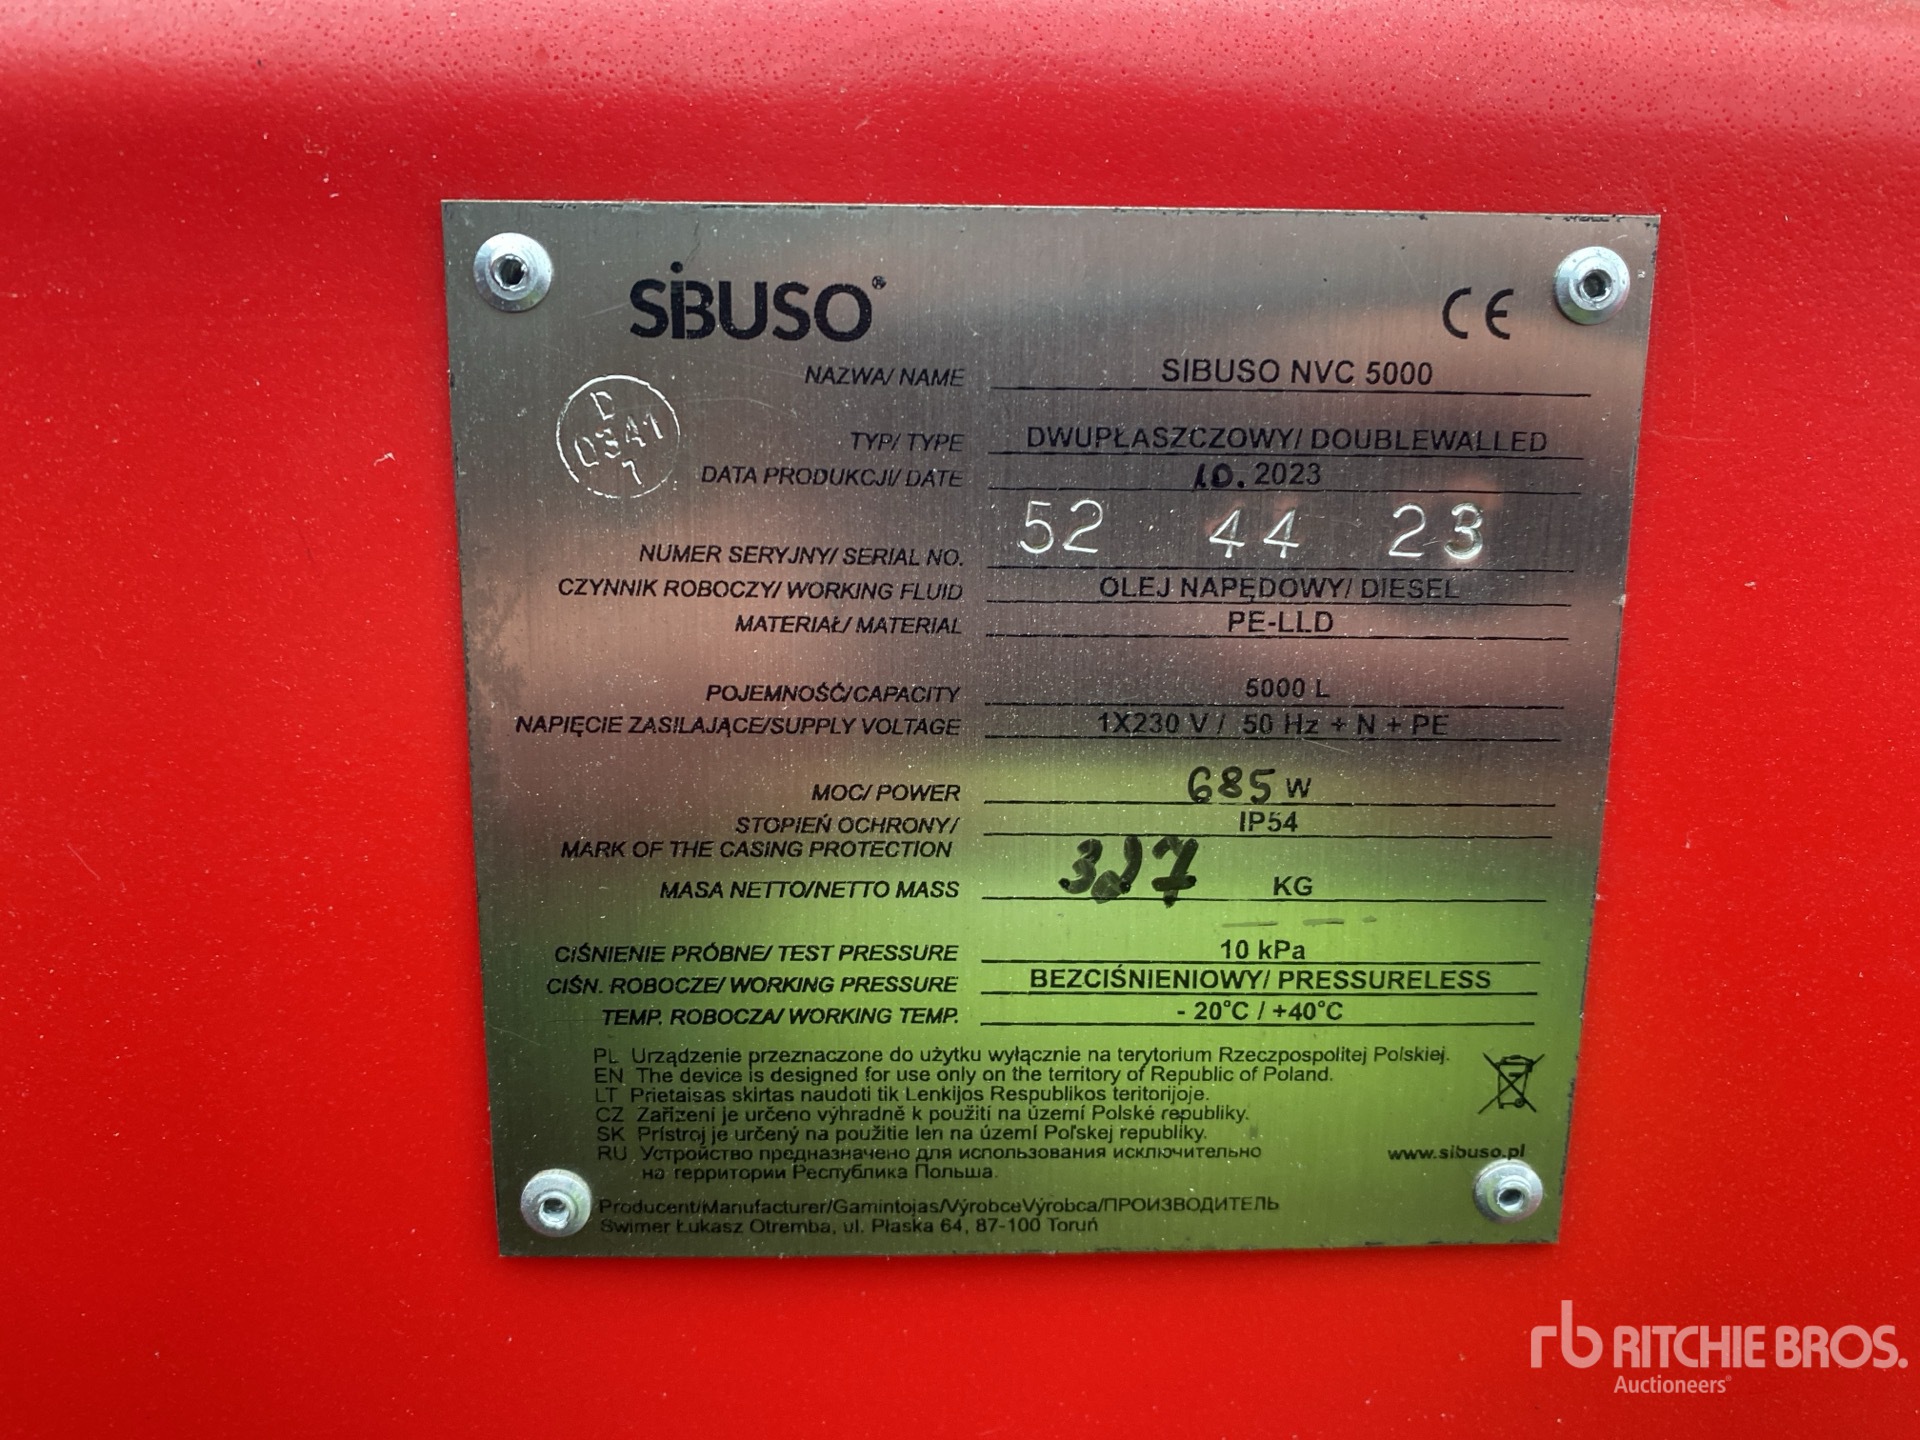 SIBUSO®
CE
NAZWA/ NAME SIBUSO NVC 5000
D
0341
7
TYP/ TYPE DWUPŁASZCZOWY/ DOUBLEWALLED
DATA PRODUKCJI/ DATE 10. 2023
NUMER SERYJNY/ SERIAL NO. 52 44 23
CZYNNIK ROBOCZY/ WORKING FLUID OLEJ NAPĘDOWY/ DIESEL
MATERIAŁ/ MATERIAL PE-LLD
POJEMNOŚĆ/CAPACITY 5000 L
NAPIĘCIE ZASILAJĄCE/SUPPLY VOLTAGE 1X230 V / 50 Hz + N + PE
MOC/ POWER 685 W
STOPIEŃ OCHRONY/ IP54
MARK OF THE CASING PROTECTION
MASA NETTO/NETTO MASS KG
CIŚNIENIE PRÓBNE/ TEST PRESSURE 10 kPa
CIŚN. ROBOCZE/ WORKING PRESSURE BEZCIŚNIENIOWY/ PRESSURELESS
TEMP. ROBOCZA/ WORKING TEMP. - 20°C / +40°C
PL Urządzenie przeznaczone do użytku wyłącznie na terytorium Rzeczpospolitej Polskiej.
EN The device is designed for use only on the territory of Republic of Poland.
LT Prietaisas skirtas naudoti tik Lenkijos Respublikos teritorijoje.
CZ Zařízení je určeno výhradně k použití na území Polské republiky.
SK Prístroj je určený na použitie len na území Poľskej republiky.
RU Устройство предназначено для использования исключительно
на территории Республика Польша.
www.sibuso.pl
Producent/Manufacturer/Gamintojas/VýrobceVýrobca/ПРОИЗВОДИТЕЛЬ
Swimer Łukasz Otremba, ul. Płaska 64, 87-100 Toruń
rb RITCHIE BROS.
Auctioneers®